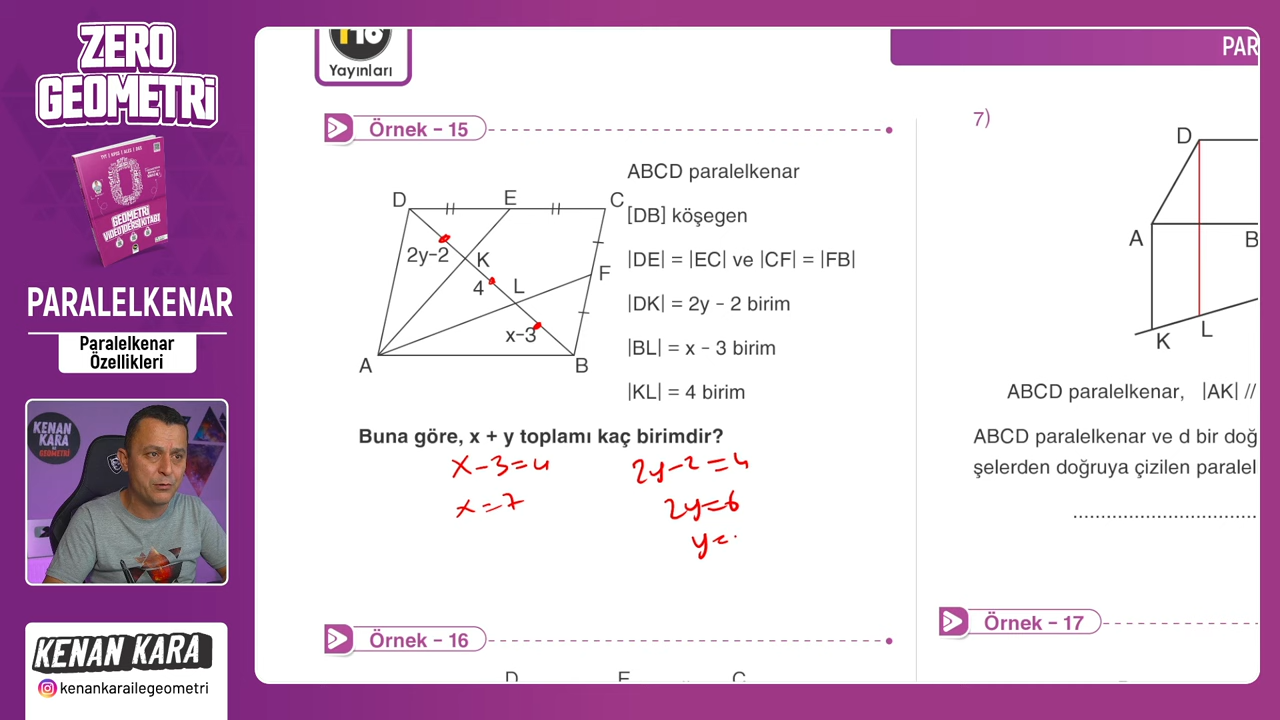 ZERO
GEOMETRİ
GEOMETRİ
VİDEO DERS KİTABI
PARALELKENAR
Paralelkenar
Özellikleri
KENAN
KARA
GEOMETRİ
KENAN KARA
kenankarailegeometri
Yayınları
PAR
Örnek - 15
ABCD paralelkenar
[DB] köşegen
|DE| = |EC| ve |CF| = |FB|
|DK| = 2y - 2 birim
|BL| = x - 3 birim
|KL| = 4 birim
D E C
2y-2 K F
4 L
x-3
A B
Buna göre, x + y toplamı kaç birimdir?
x-3=4 2y-2=4
x=7 2y=6
y=
Örnek - 16
D E C
7)
D
A B
K L
ABCD paralelkenar, |AK| //
ABCD paralelkenar ve d bir doğ
şelerden doğruya çizilen paralel
Örnek - 17